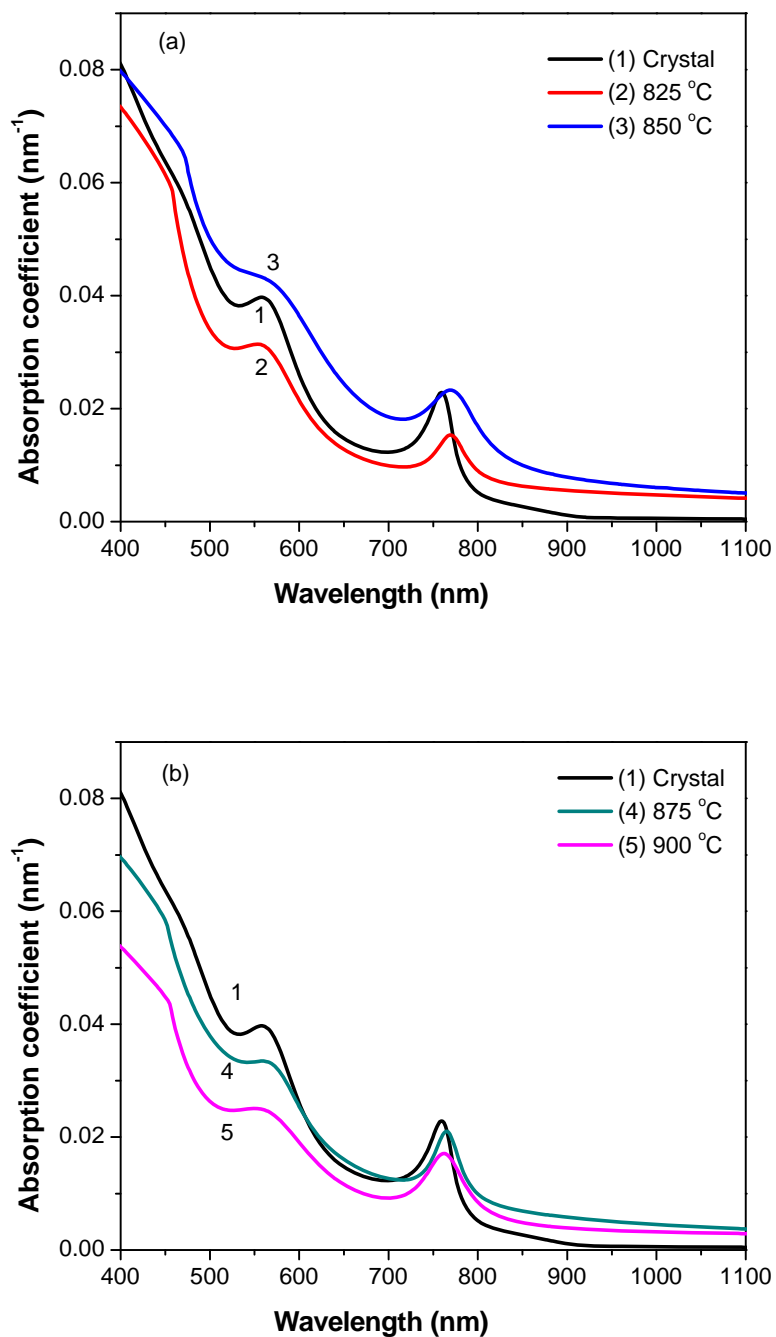 (a)
(1) Crystal
(2) 825 °C
(3) 850 °C
0.08
0.06
0.04
0.02
0.00
Absorption coefficient (nm⁻¹)
3
1
2
400 500 600 700 800 900 1000 1100
Wavelength (nm)
(b)
(1) Crystal
(4) 875 °C
(5) 900 °C
0.08
0.06
0.04
0.02
0.00
Absorption coefficient (nm⁻¹)
1
4
5
400 500 600 700 800 900 1000 1100
Wavelength (nm)